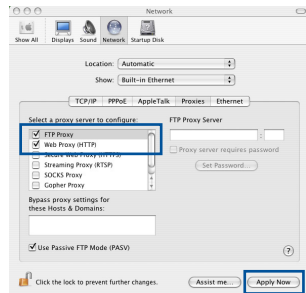 Network
Show All Displays Sound Network Startup Disk
Location: Automatic
Show: Built-in Ethernet
TCP/IP PPPoE AppleTalk Proxies Ethernet
Select a proxy server to configure:
FTP Proxy Server
FTP Proxy
:
Web Proxy (HTTP)
Secure Web Proxy (HTTPS)
Proxy server requires password
Streaming Proxy (RTSP)
Set Password...
SOCKS Proxy
Gopher Proxy
Bypass proxy settings for
these Hosts & Domains:
Use Passive FTP Mode (PASV)
?
Click the lock to prevent further changes.
Assist me...
Apply Now